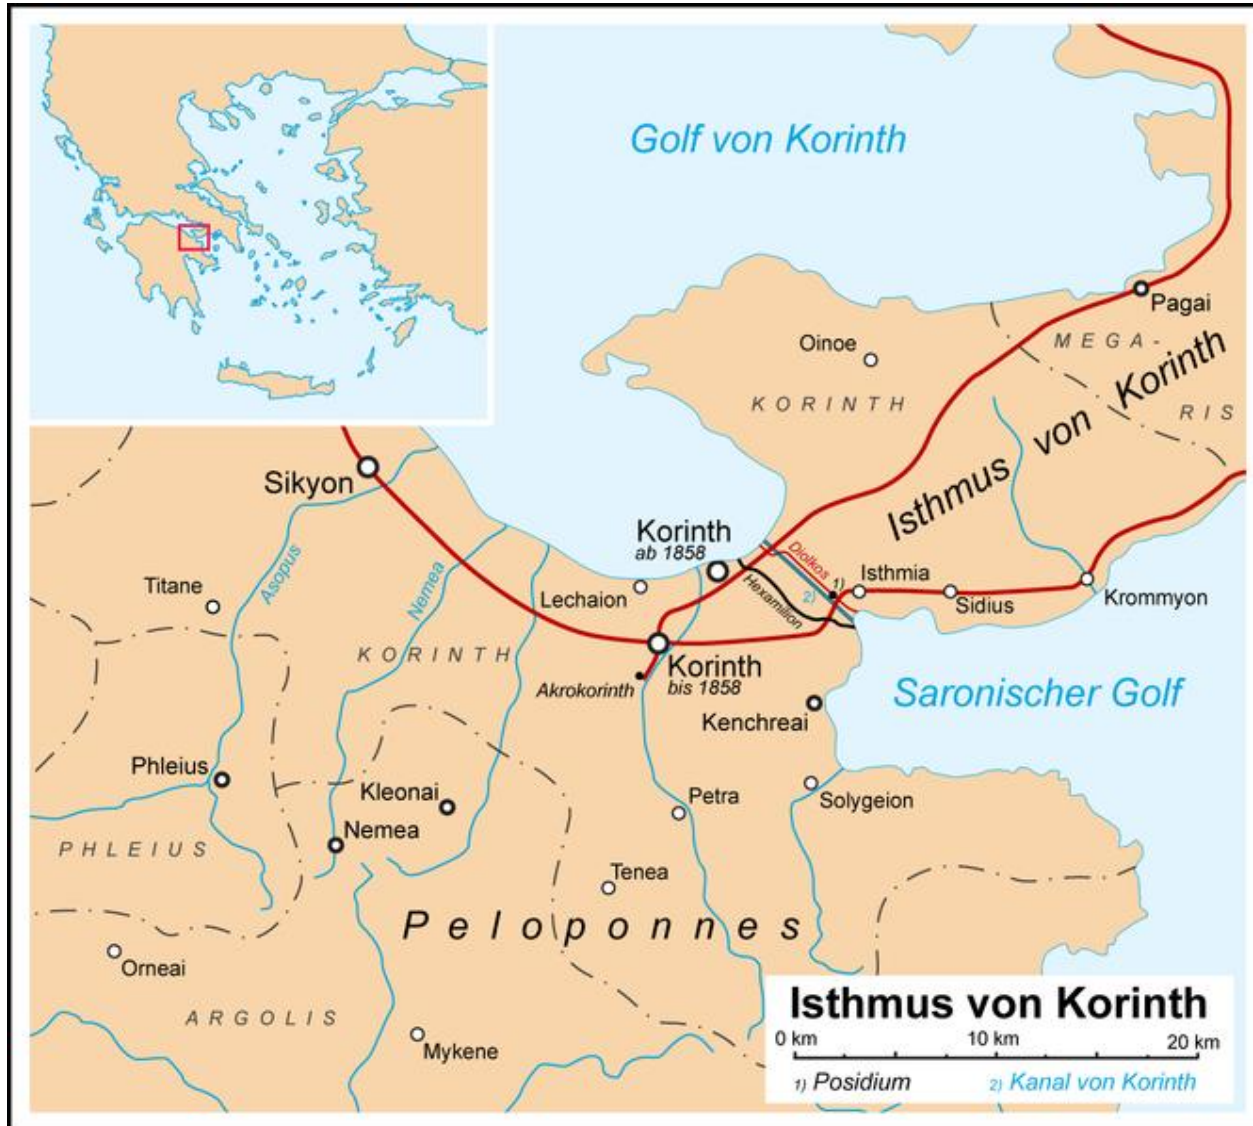 Golf von Korinth
Pagai
Oinoe
MEGA-
RIS
KORINTH
Isthmus von Korinth
Sikyon
Korinth
ab 1858
Diolkos
1)
2)
Isthmia
Hexamilion
Sidius
Krommyon
Titane
Asopus
Nemea
Lechaion
KORINTH
Korinth
bis 1858
Akrokorinth
Saronischer Golf
Kenchreai
Phleius
Kleonai
Petra
Solygeion
Nemea
PHLEIUS
Tenea
Peloponnes
Orneai
ARGOLIS
Mykene
Isthmus von Korinth
0 km 10 km 20 km
1) Posidium 2) Kanal von Korinth